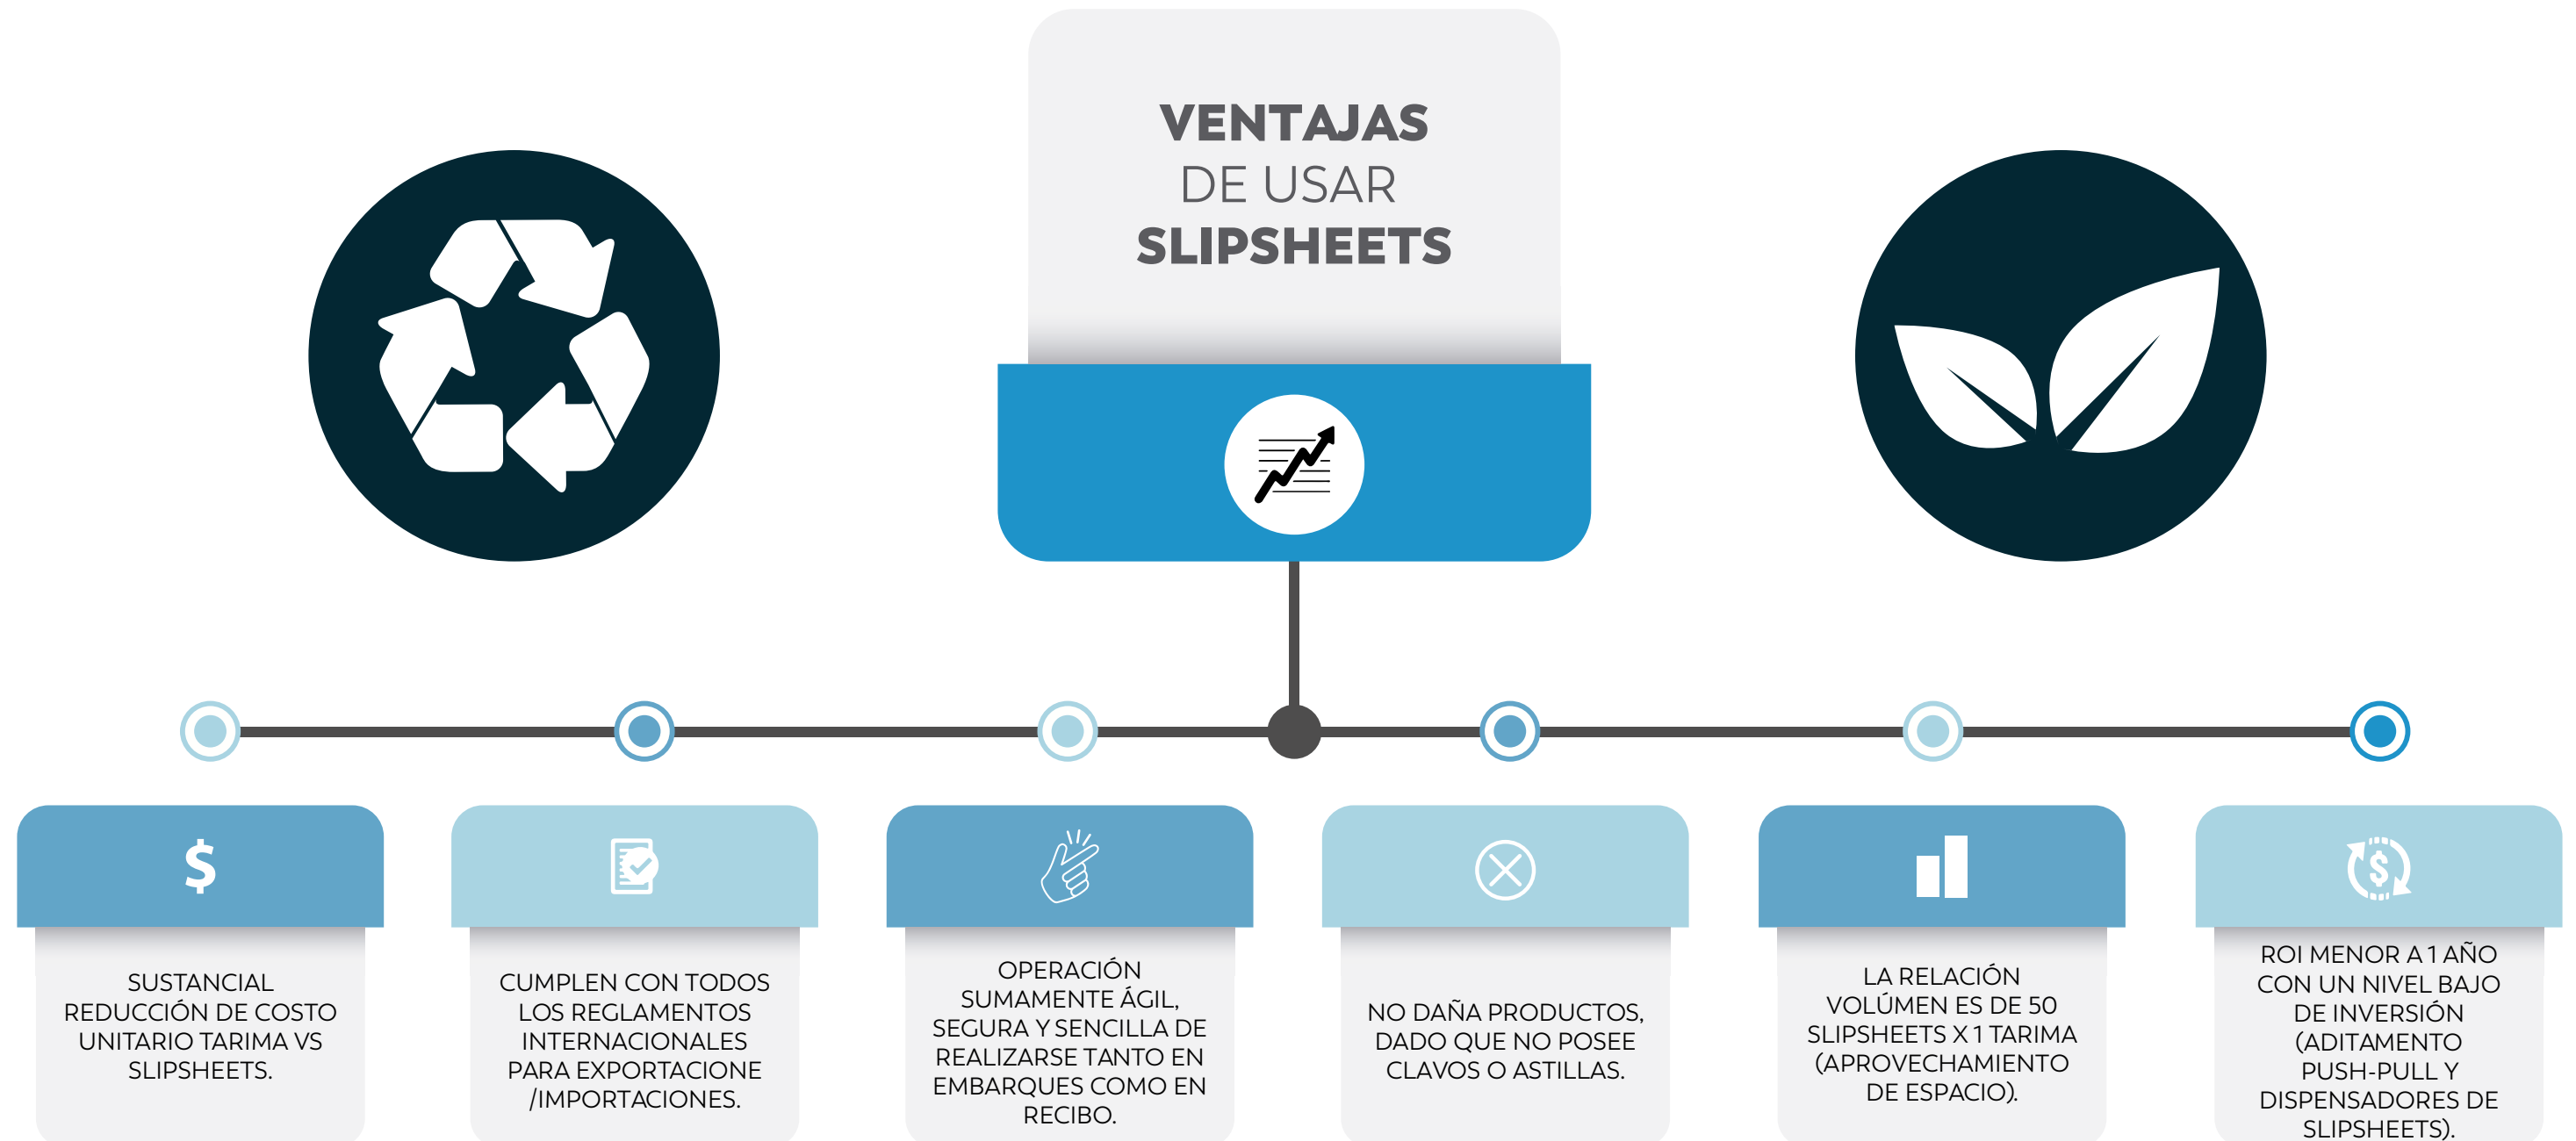 VENTAJAS
DE USAR
SLIPSHEETS
$
SUSTANCIAL
REDUCCIÓN DE COSTO
UNITARIO TARIMA VS
SLIPSHEETS.
CUMPLEN CON TODOS
LOS REGLAMENTOS
INTERNACIONALES
PARA EXPORTACIONE
/IMPORTACIONES.
OPERACIÓN
SUMAMENTE ÁGIL,
SEGURA Y SENCILLA DE
REALIZARSE TANTO EN
EMBARQUES COMO EN
RECIBO.
NO DAÑA PRODUCTOS,
DADO QUE NO POSEE
CLAVOS O ASTILLAS.
LA RELACIÓN
VOLÚMEN ES DE 50
SLIPSHEETS X 1 TARIMA
(APROVECHAMIENTO
DE ESPACIO).
$
ROI MENOR A 1 AÑO
CON UN NIVEL BAJO
DE INVERSIÓN
(ADITAMENTO
PUSH-PULL Y
DISPENSADORES DE
SLIPSHEETS).